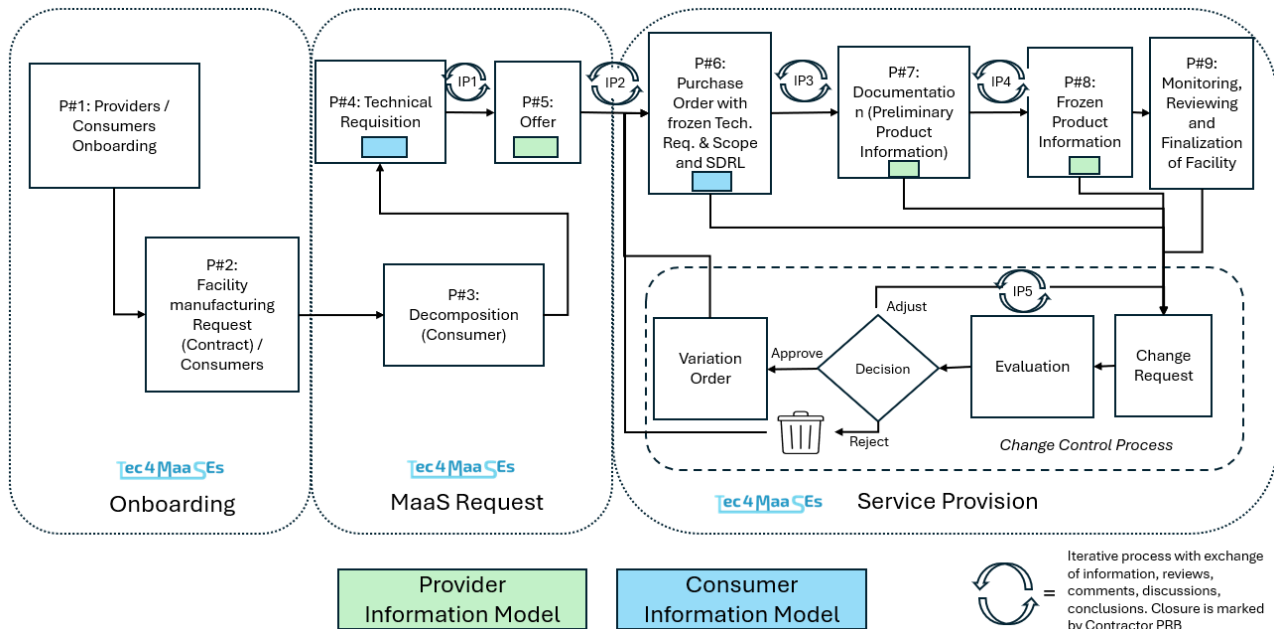 P#1: Providers /
Consumers
Onboarding
P#2:
Facility
manufacturing
Request
(Contract) /
Consumers
Tec4MaaSEs
Onboarding
P#4: Technical
Requisition
IP1
P#5:
Offer
IP2
P#3:
Decomposition
(Consumer)
Tec4MaaSEs
MaaS Request
P#6:
Purchase
Order with
frozen Tech.
Req. & Scope
and SDRL
IP3
P#7:
Documentatio
n (Preliminary
Product
Information)
IP4
P#8:
Frozen
Product
Information
P#9:
Monitoring,
Reviewing
and
Finalization
of Facility
IP5
Adjust
Variation
Order
Approve
Decision
Evaluation
Change
Request
Reject
Change Control Process
Tec4MaaSEs
Service Provision
Provider
Information Model
Consumer
Information Model
=
Iterative process with exchange
of information, reviews,
comments, discussions,
conclusions. Closure is marked
by Contractor PRB